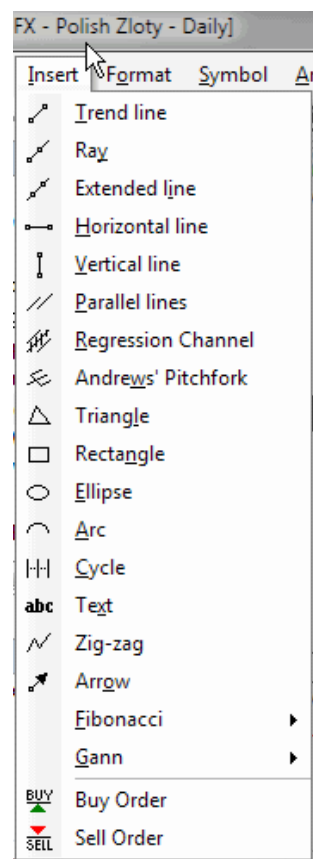 FX - Polish Zloty - Daily]
Insert Format Symbol
Trend line
Ray
Extended line
Horizontal line
Vertical line
Parallel lines
Regression Channel
Andrews' Pitchfork
Triangle
Rectangle
Ellipse
Arc
Cycle
abc Text
Zig-zag
Arrow
Fibonacci
Gann
BUY Buy Order
SELL Sell Order